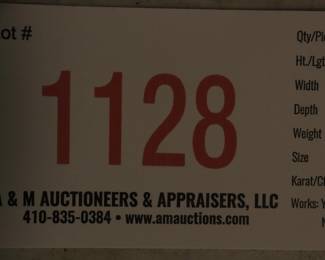 ot #
1128
& M AUCTIONEERS & APPRAISERS, LLC
410-835-0384 • www.amauctions.com
Qty/Pi
Ht./Lgt
Width
Depth
Weight
Size
Karat/C
Works: Y